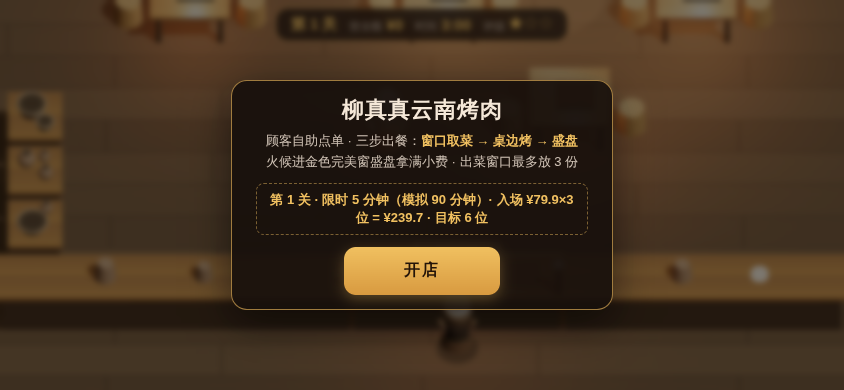 柳真真云南烤肉
顾客自助点单 · 三步出餐：窗口取菜 → 桌边烤 → 盛盘
火候进金色完美窗盛盘拿满小费 · 出菜窗口最多放 3 份
第 1 关 · 限时 5 分钟（模拟 90 分钟）· 入场 ¥79.9×3
位 = ¥239.7 · 目标 6 位
开店